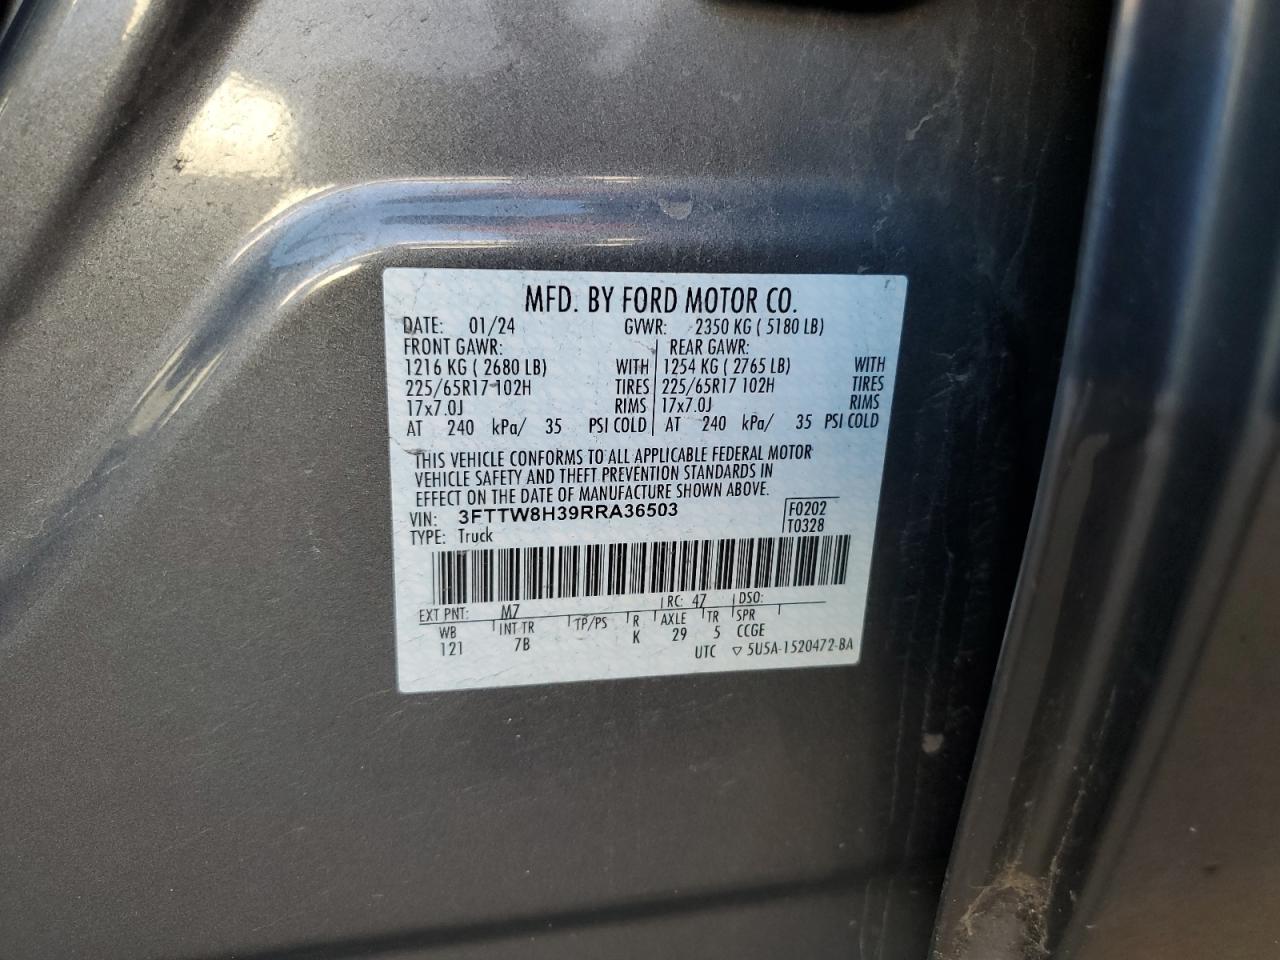 MFD. BY FORD MOTOR CO.
DATE: 01/24 GVWR: 2350 KG ( 5180 LB)
FRONT GAWR: REAR GAWR:
1216 KG ( 2680 LB) WITH 1254 KG ( 2765 LB) WITH
225/65R17 102H TIRES 225/65R17 102H TIRES
17x7.0J RIMS 17x7.0J RIMS
AT 240 kPa/ 35 PSI COLD AT 240 kPa/ 35 PSI COLD
THIS VEHICLE CONFORMS TO ALL APPLICABLE FEDERAL MOTOR
VEHICLE SAFETY AND THEFT PREVENTION STANDARDS IN
EFFECT ON THE DATE OF MANUFACTURE SHOWN ABOVE.
VIN: 3FTTW8H39RRA36503 F0202
TYPE: Truck T0328
EXT PNT: M7 RC: 47 DSO:
WB INT TR TP/PS R AXLE TR SPR
121 7B K 29 5 CCGE
UTC ▽ 5U5A-1520472-BA